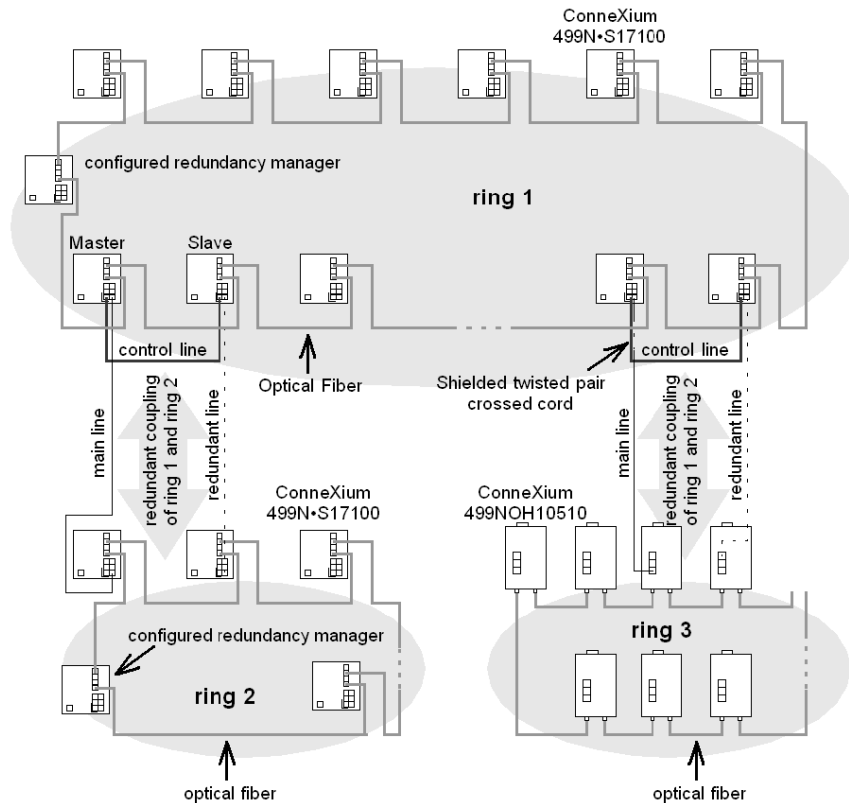 ConneXium
499N•S17100
configured redundancy manager
ring 1
Master
Slave
control line
Optical Fiber
control line
Shielded twisted pair
crossed cord
main line
redundant coupling
of ring 1 and ring 2
redundant line
main line
redundant coupling
of ring 1 and ring 2
redundant line
ConneXium
499N•S17100
ConneXium
499NOH10510
configured redundancy manager
ring 2
ring 3
optical fiber
optical fiber